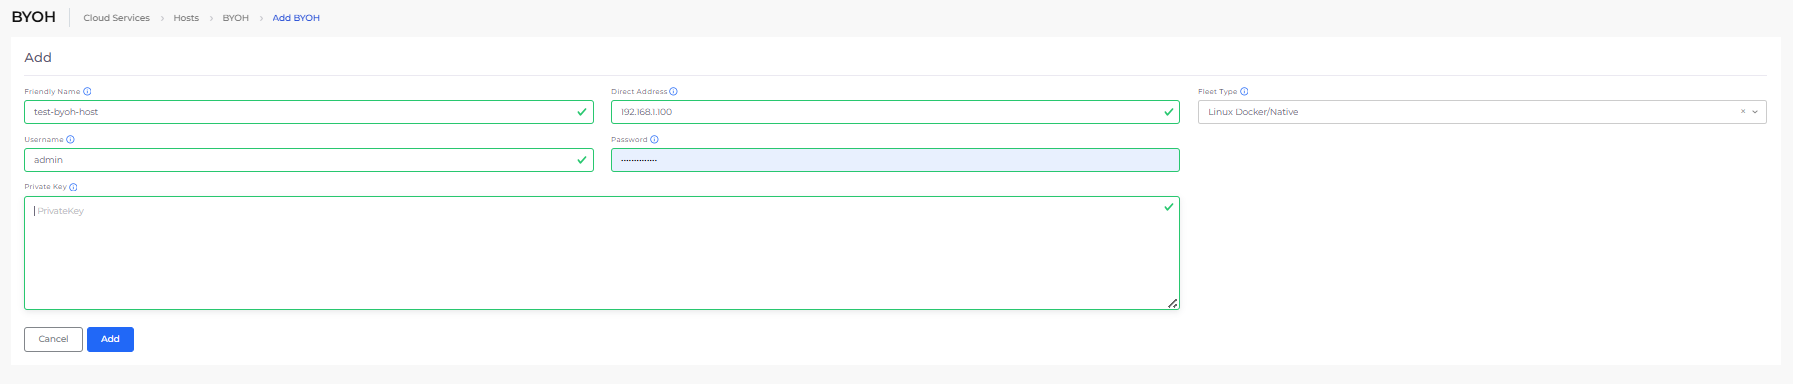 BYOH Cloud Services › Hosts › BYOH › Add BYOH
Add
Friendly Name Direct Address Fleet Type
test-byoh-host 192.168.1.100 Linux Docker/Native ×
Username Password
admin ••••••••••••••
Private Key
PrivateKey
Cancel Add